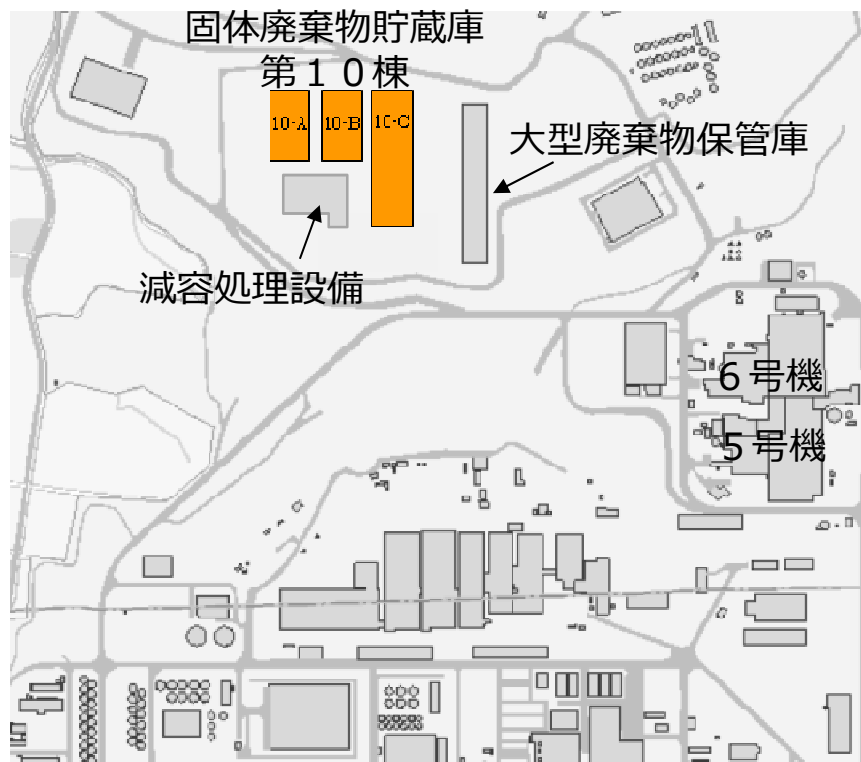 固体廃棄物貯蔵庫
第１０棟
10-A
10-B
10-C
大型廃棄物保管庫
減容処理設備
６号機
５号機